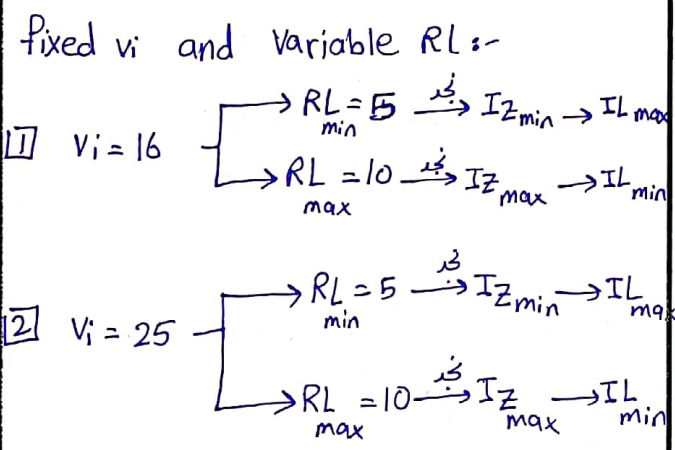 fixed vi and Variable RL :-
→ RL = 5 نجد→ IZ min → IL max
min
1 Vi = 16
→ RL = 10 نجد→ IZ max → IL min
max
→ RL = 5 نجد→ IZ min → IL max
min
2 Vi = 25
→ RL = 10 نجد→ IZ max → IL min
max